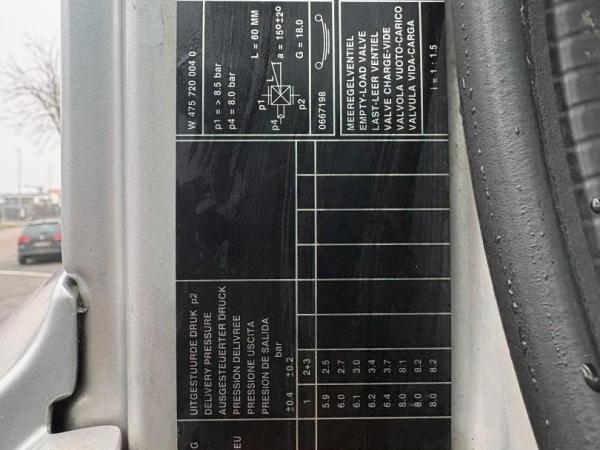 G
EU
UITGESTUURDE DRUK p2
DELIVERY PRESSURE
AUSGESTEUERTER DRUCK
PRESSION DELIVREE
PRESSIONE USCITA
PRESION DE SALIDA
bar
±0.4 ±0.2
1 2+3
5.9 2.5
6.0 2.7
6.1 3.0
6.2 3.4
6.4 3.7
8.0 8.1
8.0 8.2
8.0 8.2
W 475 720 004 0
p1 = > 8.5 bar
p4 = 8.0 bar
L = 60 MM
p1
p4
p2
a = 15º±2º
G = 18.0
0667198
MEEREGELVENTIEL
EMPTY-LOAD VALVE
LAST-LEER VENTIEL
VALVE CHARGE-VIDE
VALVOLA VUOTO-CARICO
VALVULA VIDA-CARGA
i = 1 : 1.5